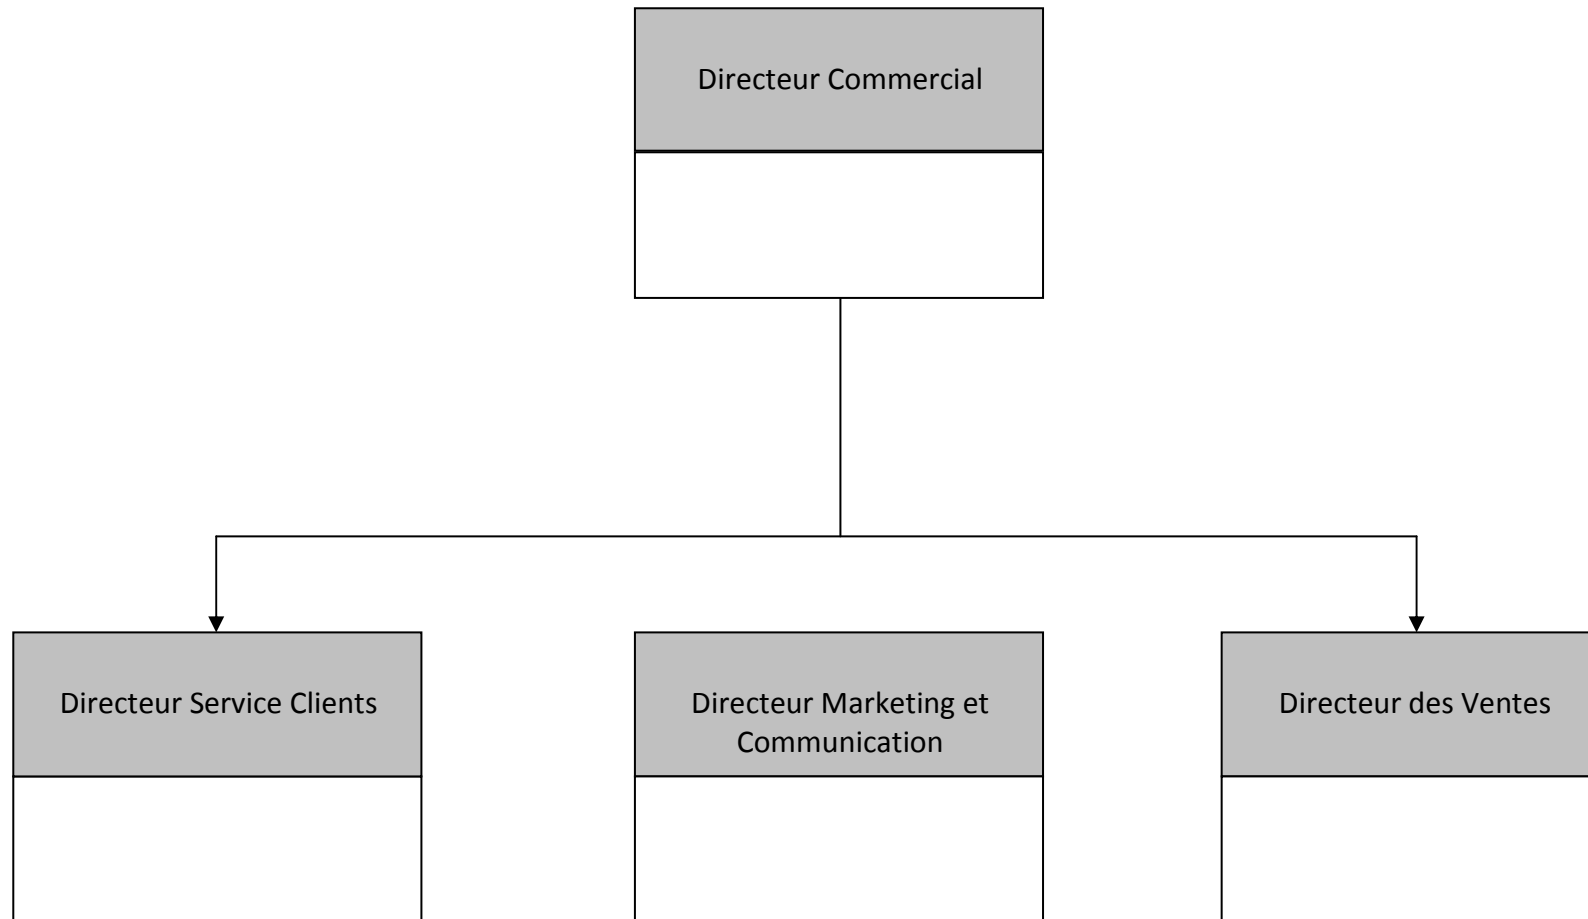 Directeur Commercial
Directeur Service Clients
Directeur Marketing et
Communication
Directeur des Ventes